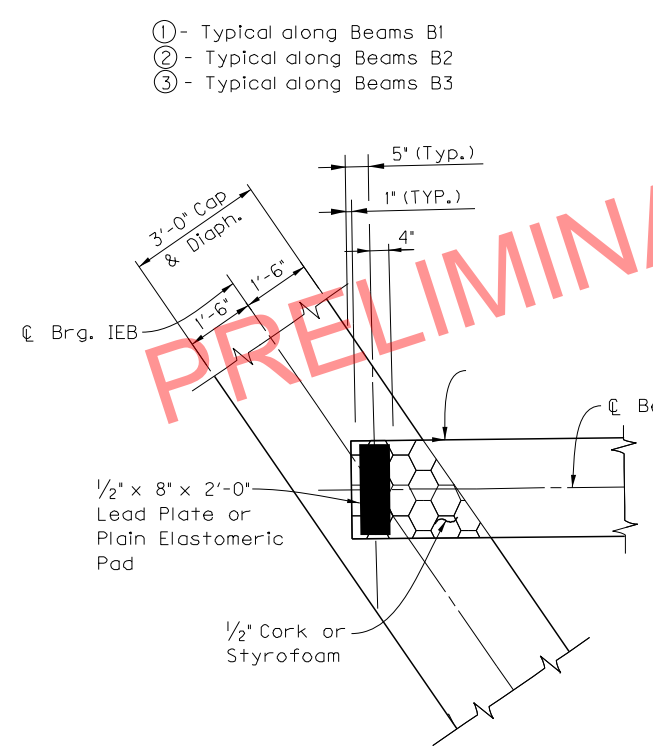 ① - Typical along Beams B1
② - Typical along Beams B2
③ - Typical along Beams B3
5" (Typ.)
1" (TYP.)
4"
3'-0" Cap
& Diaph.
1'-6"
1'-6"
℄ Brg. IEB
PRELIMINA
℄ Be
1/2" x 8" x 2'-0"
Lead Plate or
Plain Elastomeric
Pad
1/2" Cork or
Styrofoam